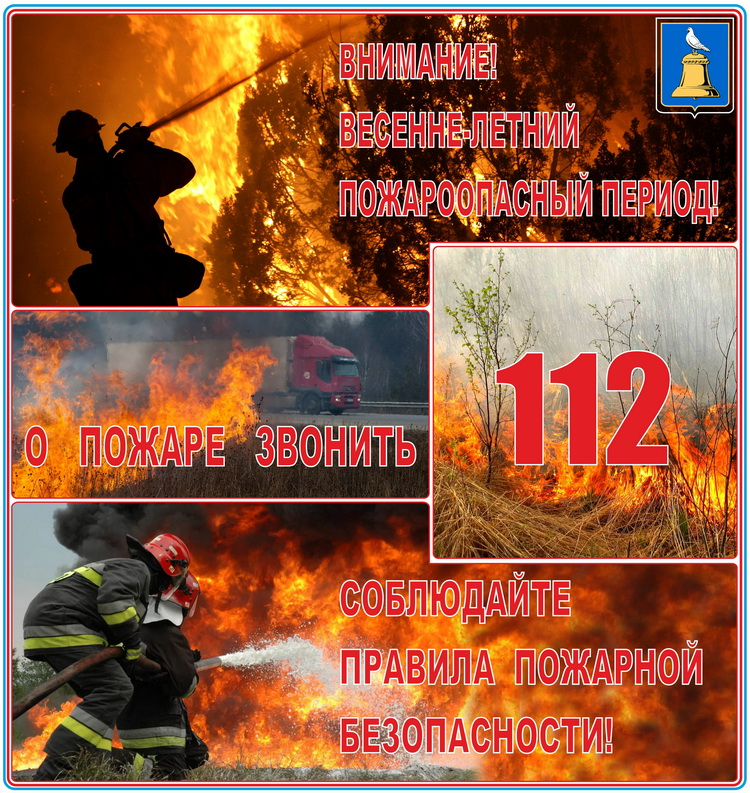 ВНИМАНИЕ!
ВЕСЕННЕ-ЛЕТНИЙ
ПОЖАРООПАСНЫЙ ПЕРИОД!
О ПОЖАРЕ ЗВОНИТЬ
112
СОБЛЮДАЙТЕ
ПРАВИЛА ПОЖАРНОЙ
БЕЗОПАСНОСТИ!